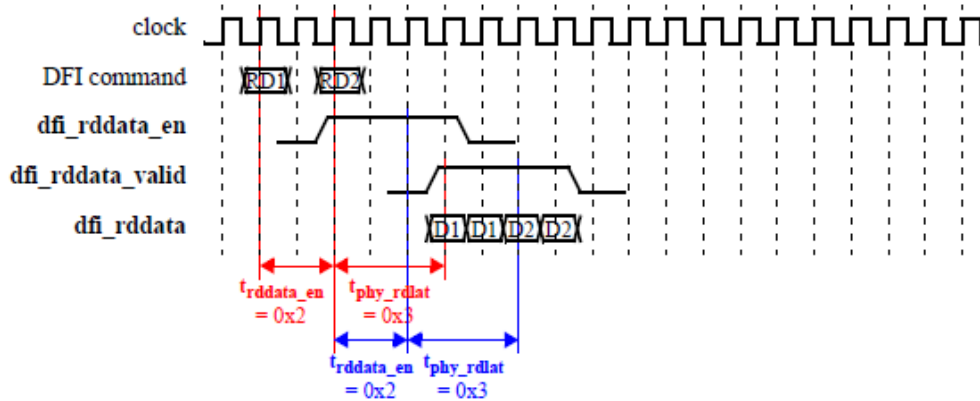 clock
DFI command RD1 RD2
dfi_rddata_en
dfi_rddata_valid
dfi_rddata D1 D1 D2 D2
trddata_en tphy_rdlat
= 0x2 = 0x3
trddata_en tphy_rdlat
= 0x2 = 0x3